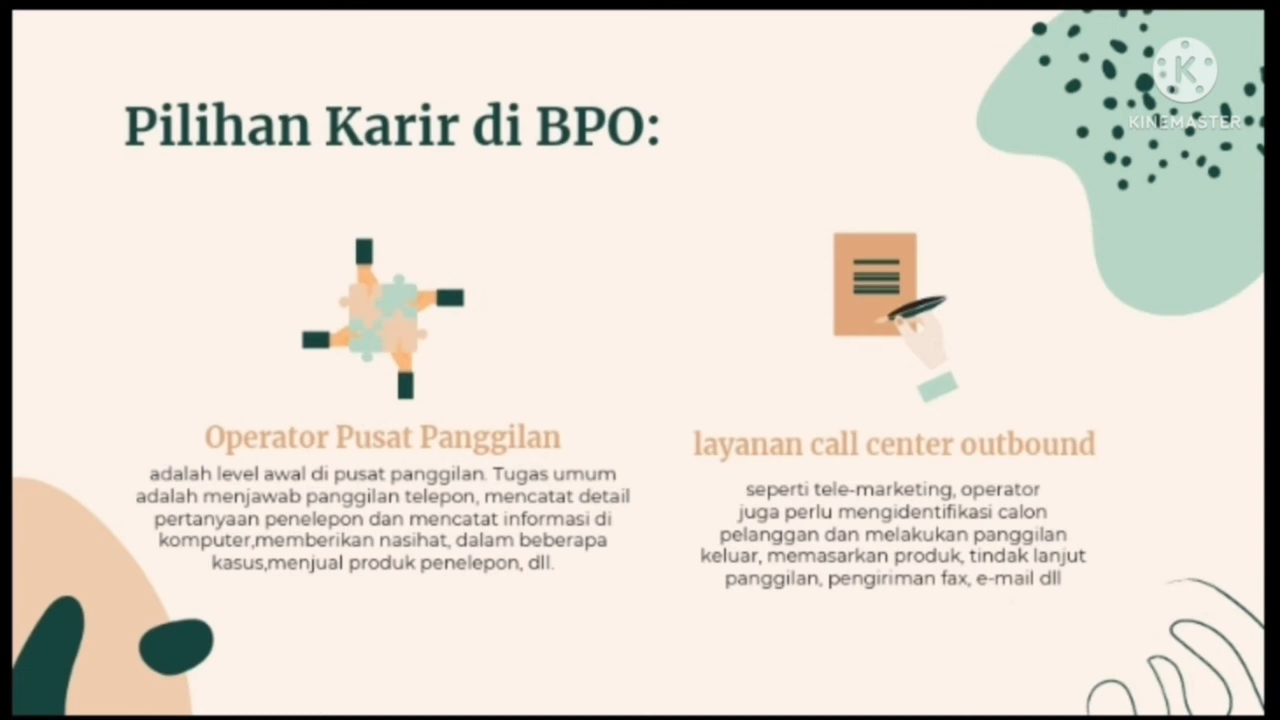 Pilihan Karir di BPO:
K
KINEMASTER
Operator Pusat Panggilan
adalah level awal di pusat panggilan. Tugas umum
adalah menjawab panggilan telepon, mencatat detail
pertanyaan penelepon dan mencatat informasi di
komputer,memberikan nasihat, dalam beberapa
kasus,menjual produk penelepon, dll.
layanan call center outbound
seperti tele-marketing, operator
juga perlu mengidentifikasi calon
pelanggan dan melakukan panggilan
keluar, memasarkan produk, tindak lanjut
panggilan, pengiriman fax, e-mail dll